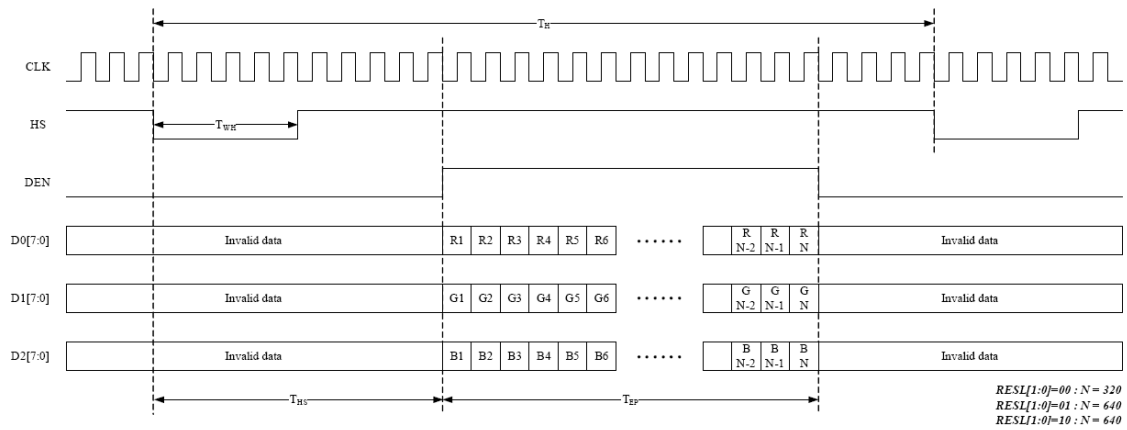 TH
CLK
HS
TWH
DEN
D0[7:0]
Invalid data
R1 R2 R3 R4 R5 R6
......
R N-2
R N-1
R N
Invalid data
D1[7:0]
Invalid data
G1 G2 G3 G4 G5 G6
......
G N-2
G N-1
G N
Invalid data
D2[7:0]
Invalid data
B1 B2 B3 B4 B5 B6
......
B N-2
B N-1
B N
Invalid data
THS
TEP
RESL[1:0]=00 : N = 320
RESL[1:0]=01 : N = 640
RESL[1:0]=10 : N = 640